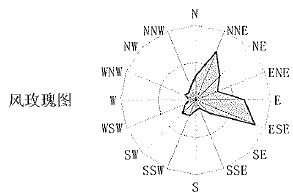 N
NNW NNE
NW NE
WNW ENE
风玫瑰图 W E
WSW ESE
SW SE
SSW SSE
S